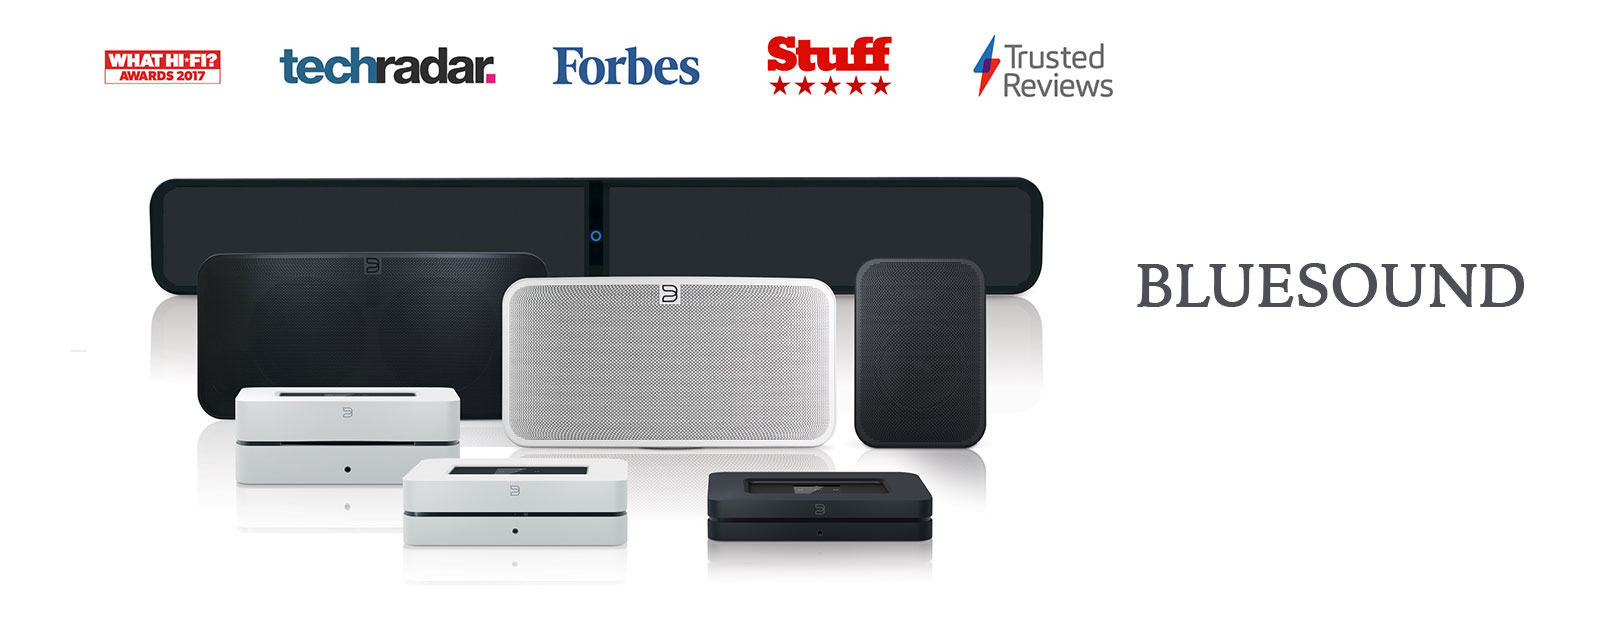 WHAT HI·FI?
AWARDS 2017
techradar.
Forbes
Stuff
Trusted
Reviews
BLUESOUND